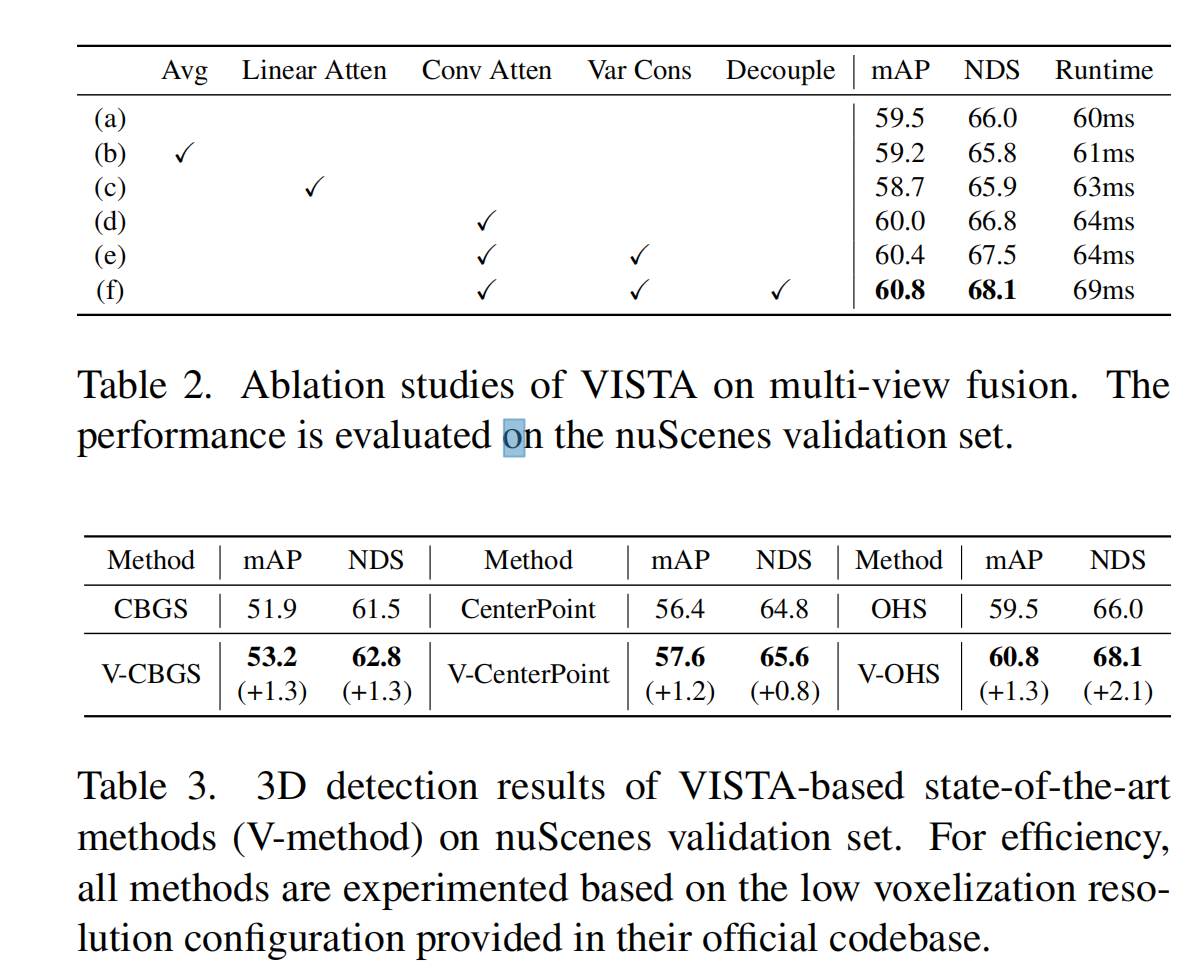 Avg Linear Atten Conv Atten Var Cons Decouple mAP NDS Runtime
(a) 59.5 66.0 60ms
(b) ✓ 59.2 65.8 61ms
(c) ✓ 58.7 65.9 63ms
(d) ✓ 60.0 66.8 64ms
(e) ✓ ✓ 60.4 67.5 64ms
(f) ✓ ✓ ✓ 60.8 68.1 69ms
Table 2. Ablation studies of VISTA on multi-view fusion. The
performance is evaluated on the nuScenes validation set.
Method mAP NDS Method mAP NDS Method mAP NDS
CBGS 51.9 61.5 CenterPoint 56.4 64.8 OHS 59.5 66.0
V-CBGS 53.2 62.8 V-CenterPoint 57.6 65.6 V-OHS 60.8 68.1
(+1.3) (+1.3) (+1.2) (+0.8) (+1.3) (+2.1)
Table 3. 3D detection results of VISTA-based state-of-the-art
methods (V-method) on nuScenes validation set. For efficiency,
all methods are experimented based on the low voxelization reso-
lution configuration provided in their official codebase.